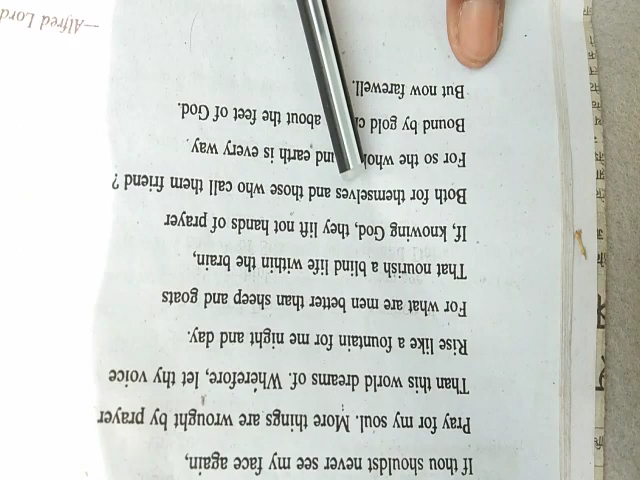 If thou shouldst never see my face again,
Pray for my soul. More things are wrought by prayer
Than this world dreams of. Wherefore, let thy voice
Rise like a fountain for me night and day.
For what are men better than sheep and goats
That nourish a blind life within the brain,
If, knowing God, they lift not hands of prayer
Both for themselves and those who call them friend ?
For so the whol und earth is every way.
Bound by gold c about the feet of God.
But now farewell.
—Alfred Lord